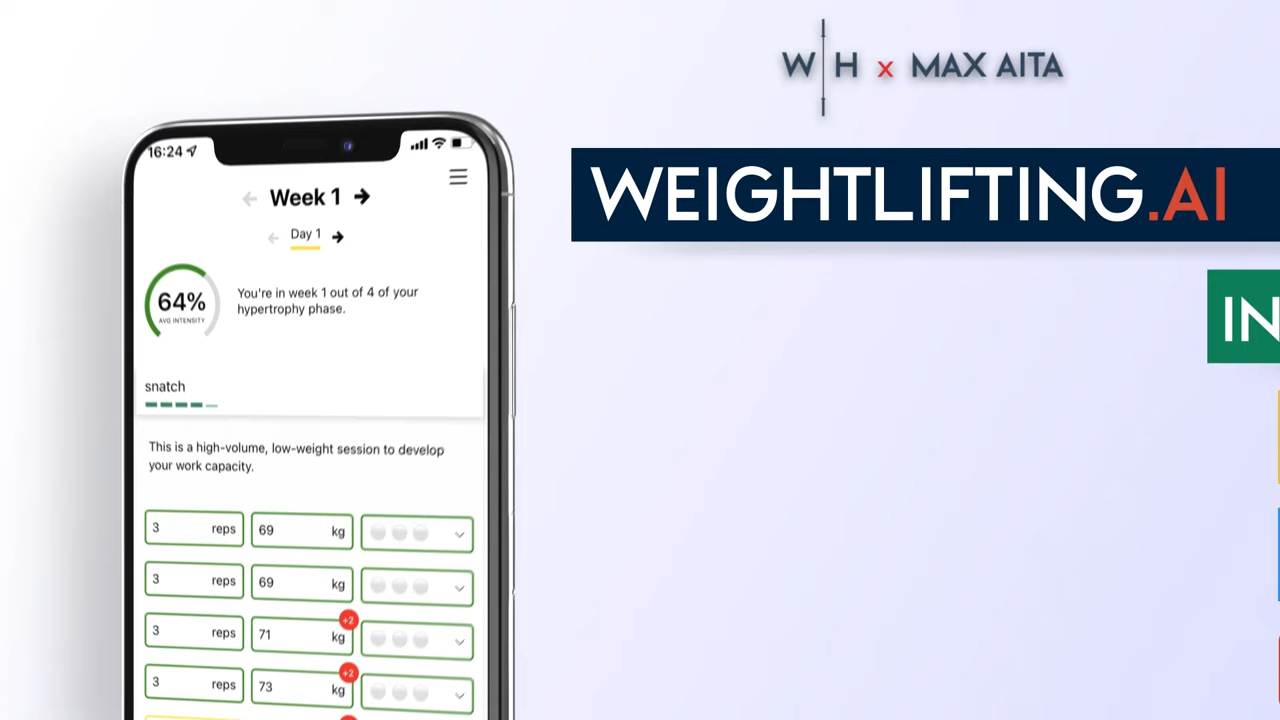 W H x MAX AITA
WEIGHTLIFTING.AI
IN
16:24
Week 1
Day 1
64%
AVG INTENSITY
You're in week 1 out of 4 of your
hypertrophy phase.
snatch
This is a high-volume, low-weight session to develop
your work capacity.
3 reps 69 kg
3 reps 69 kg
+2
3 reps 71 kg
+2
3 reps 73 kg